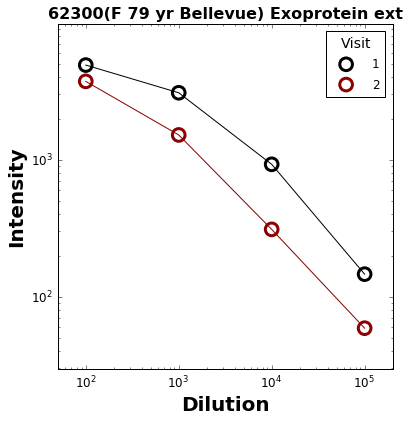 62300(F 79 yr Bellevue) Exoprotein ext
Visit
1
2
Intensity
10³
10²
10² 10³ 10⁴ 10⁵
Dilution